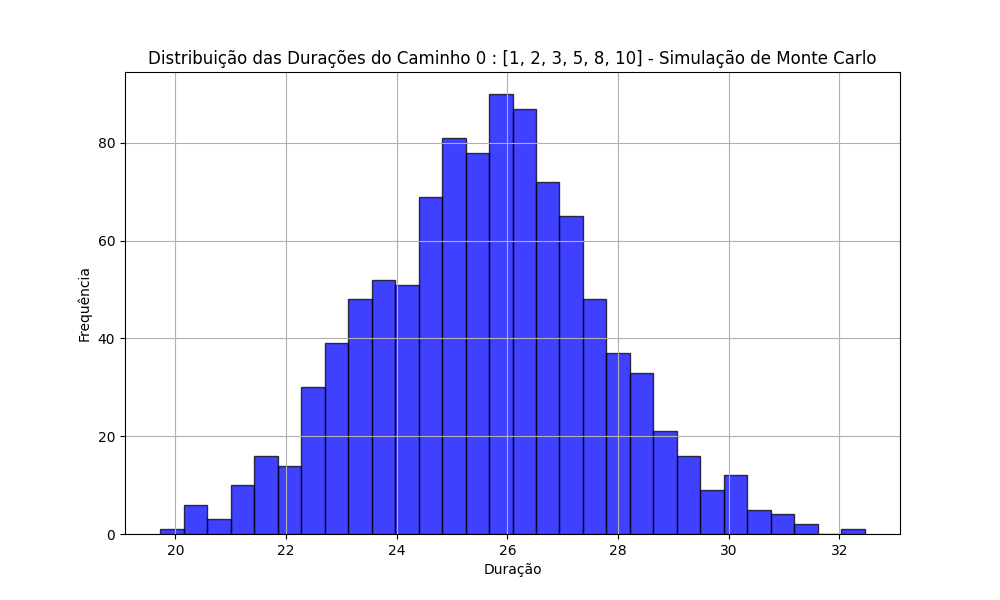 Distribuição das Durações do Caminho 0 : [1, 2, 3, 5, 8, 10] - Simulação de Monte Carlo
80
60
40
20
0
Frequência
20 22 24 26 28 30 32
Duração